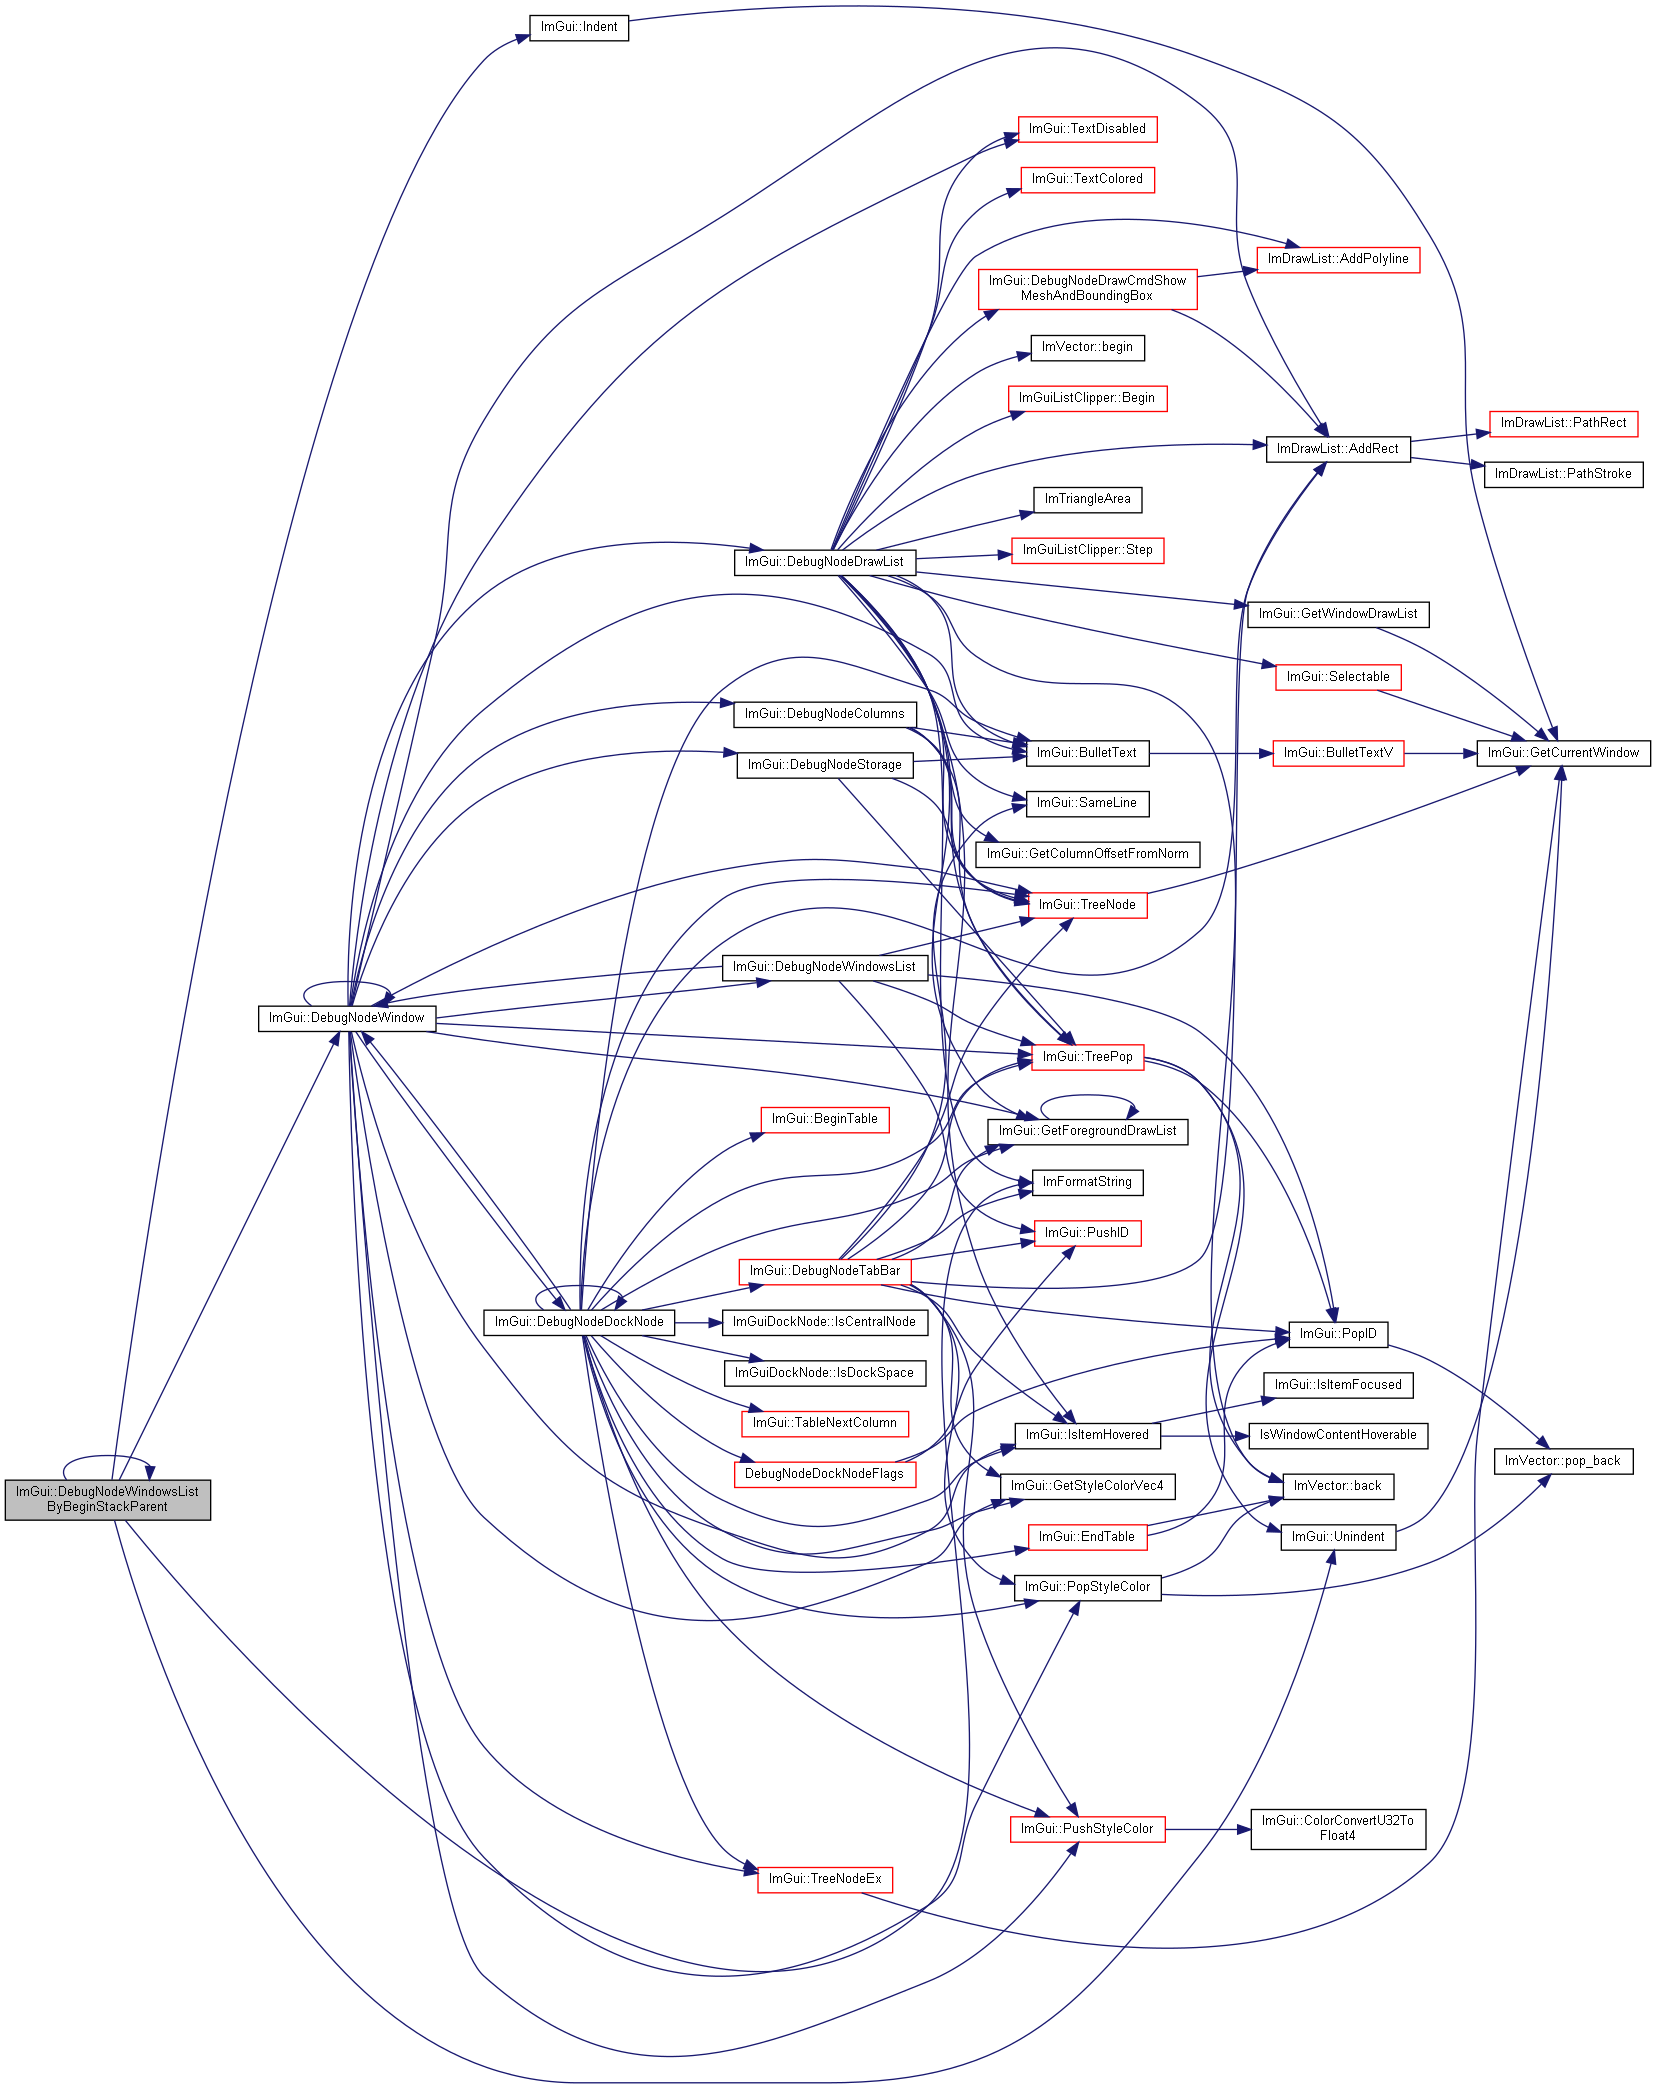 ImGui::Indent
ImGui::TextDisabled
ImGui::TextColored
ImDrawList::AddPolyline
ImGui::DebugNodeDrawCmdShow
MeshAndBoundingBox
ImVector::begin
ImGuiListClipper::Begin
ImDrawList::PathRect
ImDrawList::AddRect
ImDrawList::PathStroke
ImTriangleArea
ImGuiListClipper::Step
ImGui::DebugNodeDrawList
ImGui::GetWindowDrawList
ImGui::Selectable
ImGui::DebugNodeColumns
ImGui::BulletText
ImGui::BulletTextV
ImGui::GetCurrentWindow
ImGui::DebugNodeStorage
ImGui::SameLine
ImGui::GetColumnOffsetFromNorm
ImGui::TreeNode
ImGui::DebugNodeWindowsList
ImGui::DebugNodeWindow
ImGui::TreePop
ImGui::BeginTable
ImGui::GetForegroundDrawList
ImFormatString
ImGui::PushID
ImGui::DebugNodeTabBar
ImGui::DebugNodeDockNode
ImGuiDockNode::IsCentralNode
ImGui::PopID
ImGuiDockNode::IsDockSpace
ImGui::IsItemFocused
ImGui::TableNextColumn
ImGui::IsItemHovered
IsWindowContentHoverable
ImVector::pop_back
DebugNodeDockNodeFlags
ImGui::GetStyleColorVec4
ImVector::back
ImGui::DebugNodeWindowsList
ByBeginStackParent
ImGui::EndTable
ImGui::Unindent
ImGui::PopStyleColor
ImGui::PushStyleColor
ImGui::ColorConvertU32To
Float4
ImGui::TreeNodeEx